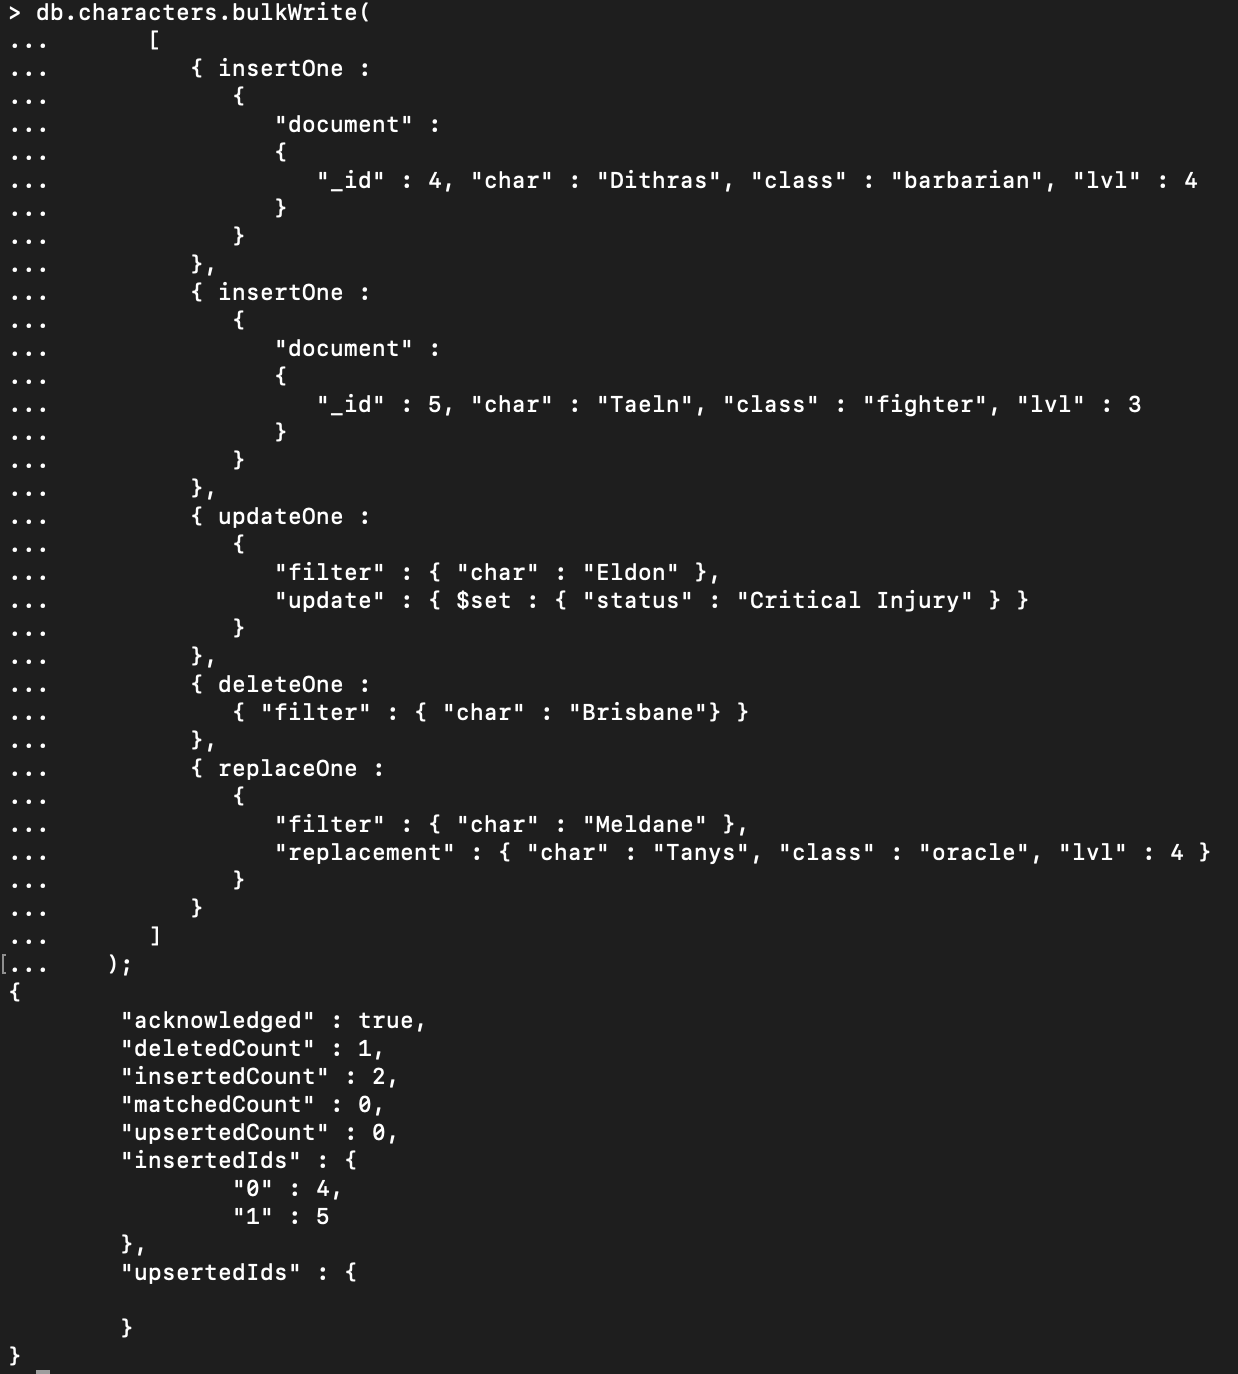 > db.characters.bulkWrite(
...       [
...          { insertOne :
...             {
...                "document" :
...                {
...                   "_id" : 4, "char" : "Dithras", "class" : "barbarian", "lvl" : 4
...                }
...             }
...          },
...          { insertOne :
...             {
...                "document" :
...                {
...                   "_id" : 5, "char" : "Taeln", "class" : "fighter", "lvl" : 3
...                }
...             }
...          },
...          { updateOne :
...             {
...                "filter" : { "char" : "Eldon" },
...                "update" : { $set : { "status" : "Critical Injury" } }
...             }
...          },
...          { deleteOne :
...             { "filter" : { "char" : "Brisbane"} }
...          },
...          { replaceOne :
...             {
...                "filter" : { "char" : "Meldane" },
...                "replacement" : { "char" : "Tanys", "class" : "oracle", "lvl" : 4 }
...             }
...          }
...       ]
[...    );
{
        "acknowledged" : true,
        "deletedCount" : 1,
        "insertedCount" : 2,
        "matchedCount" : 0,
        "upsertedCount" : 0,
        "insertedIds" : {
                "0" : 4,
                "1" : 5
        },
        "upsertedIds" : {

        }
}